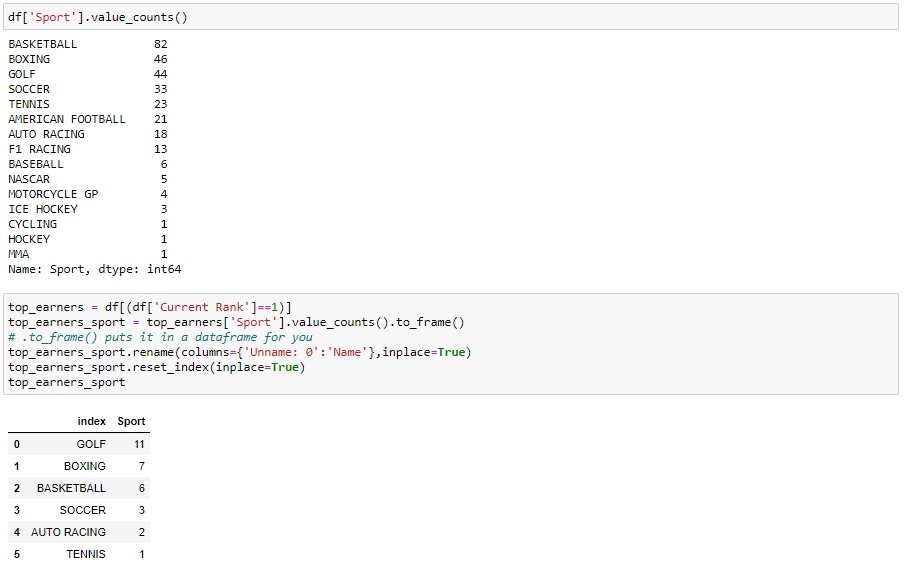 df['Sport'].value_counts()
BASKETBALL 82
BOXING 46
GOLF 44
SOCCER 33
TENNIS 23
AMERICAN FOOTBALL 21
AUTO RACING 18
F1 RACING 13
BASEBALL 6
NASCAR 5
MOTORCYCLE GP 4
ICE HOCKEY 3
CYCLING 1
HOCKEY 1
MMA 1
Name: Sport, dtype: int64
top_earners = df[(df['Current Rank']==1)]
top_earners_sport = top_earners['Sport'].value_counts().to_frame()
# .to_frame() puts it in a dataframe for you
top_earners_sport.rename(columns={'Unname: 0':'Name'},inplace=True)
top_earners_sport.reset_index(inplace=True)
top_earners_sport
index Sport
0 GOLF 11
1 BOXING 7
2 BASKETBALL 6
3 SOCCER 3
4 AUTO RACING 2
5 TENNIS 1